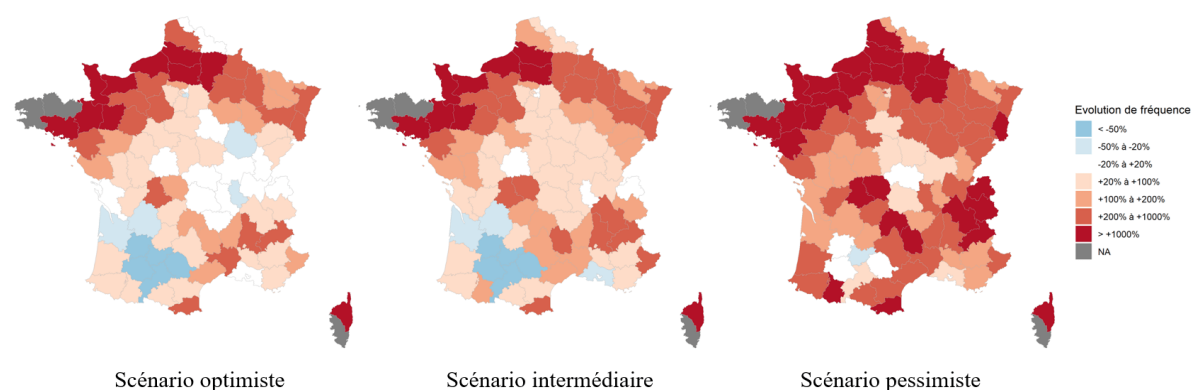 Evolution de fréquence
< -50%
-50% à -20%
-20% à +20%
+20% à +100%
+100% à +200%
+200% à +1000%
> +1000%
NA
Scénario optimiste
Scénario intermédiaire
Scénario pessimiste